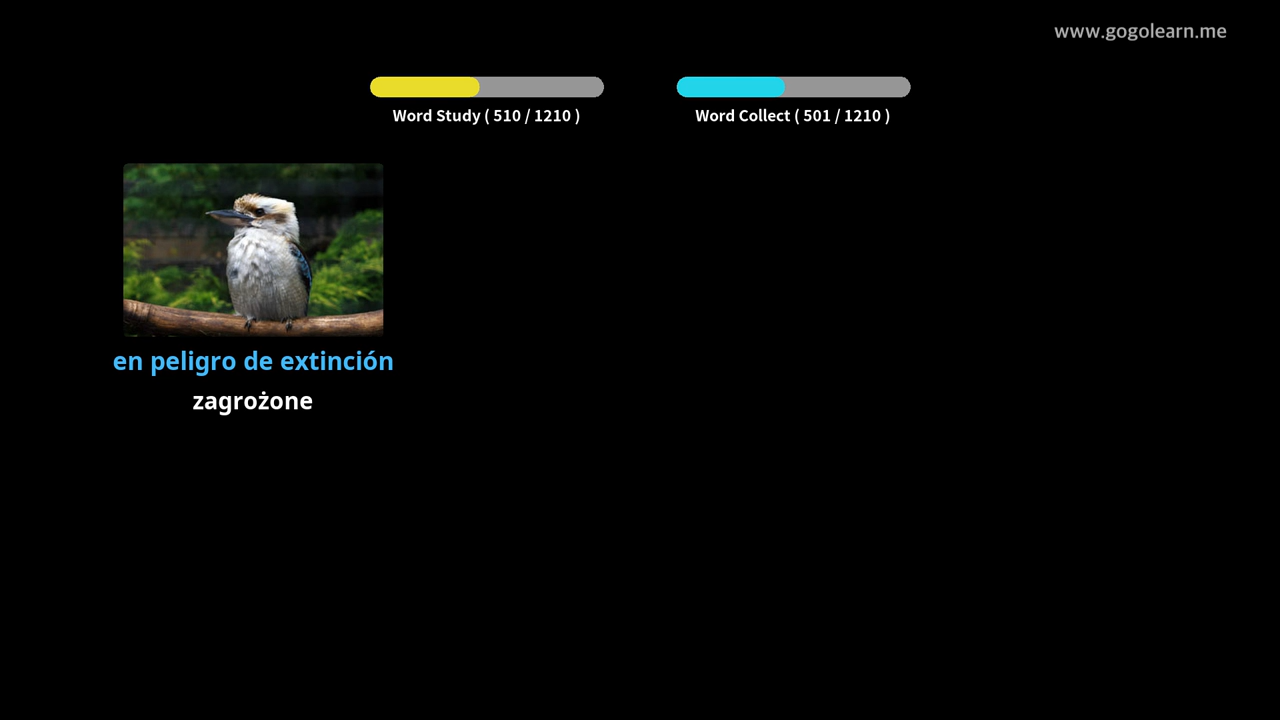 www.gogolearn.me
Word Study ( 510 / 1210 )
Word Collect ( 501 / 1210 )
en peligro de extinción
zagrożone